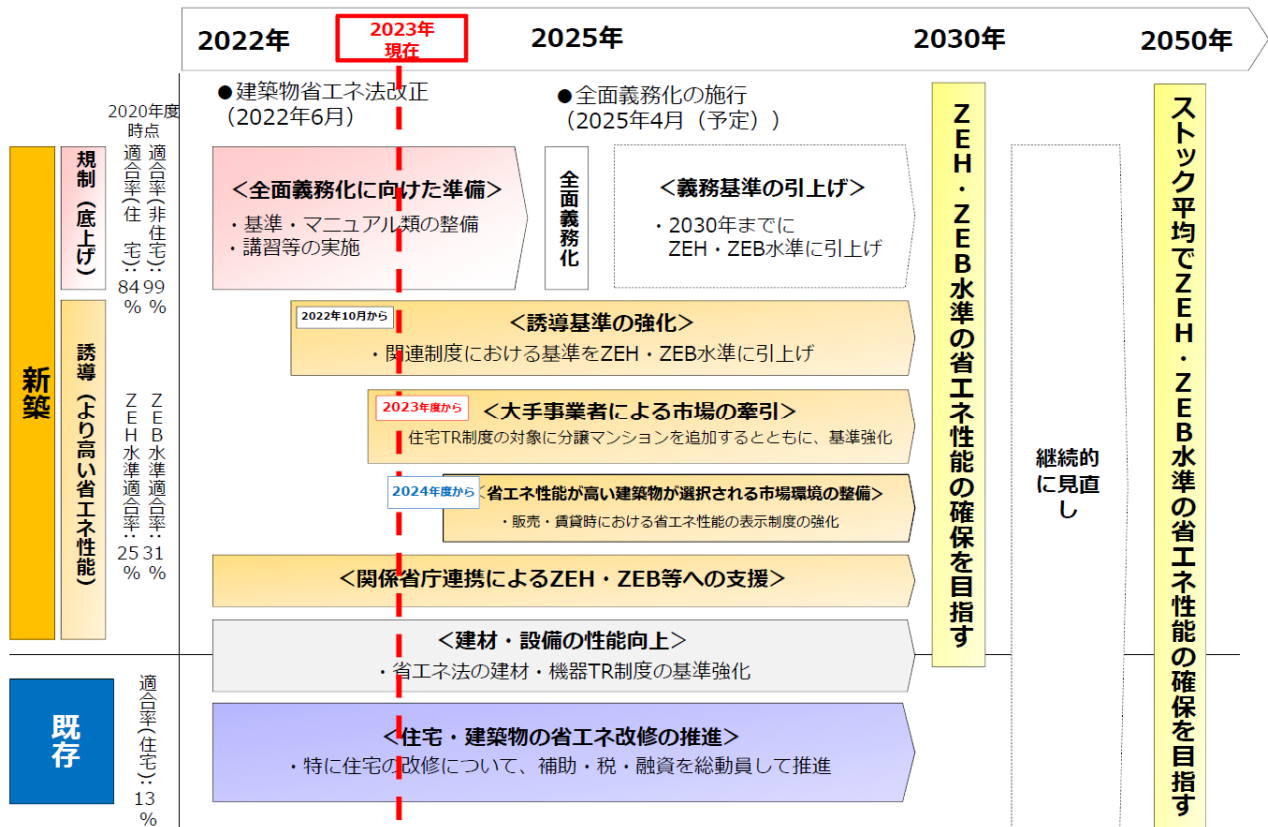 2022年
2023年
現在
2025年
2030年
2050年
●建築物省エネ法改正
（2022年6月）
●全面義務化の施行
（2025年4月（予定））
2020年度
時点
新築
規制（底上げ）
適合率(非住宅)：99%
適合率(住　宅)：84%
＜全面義務化に向けた準備＞
・基準・マニュアル類の整備
・講習等の実施
全面義務化
＜義務基準の引上げ＞
・2030年までに
ZEH・ZEB水準に引上げ
誘導（より高い省エネ性能）
ZEB水準適合率：31%
ZEH水準適合率：25%
2022年10月から
＜誘導基準の強化＞
・関連制度における基準をZEH・ZEB水準に引上げ
2023年度から
＜大手事業者による市場の牽引＞
・住宅TR制度の対象に分譲マンションを追加するとともに、基準強化
2024年度から
＜省エネ性能が高い建築物が選択される市場環境の整備＞
・販売・賃貸時における省エネ性能の表示制度の強化
＜関係省庁連携によるZEH・ZEB等への支援＞
＜建材・設備の性能向上＞
・省エネ法の建材・機器TR制度の基準強化
既存
適合率(住宅)：13%
＜住宅・建築物の省エネ改修の推進＞
・特に住宅の改修について、補助・税・融資を総動員して推進
ZEH・ZEB水準の省エネ性能の確保を目指す
継続的
に見直
し
ストック平均でZEH・ZEB水準の省エネ性能の確保を目指す